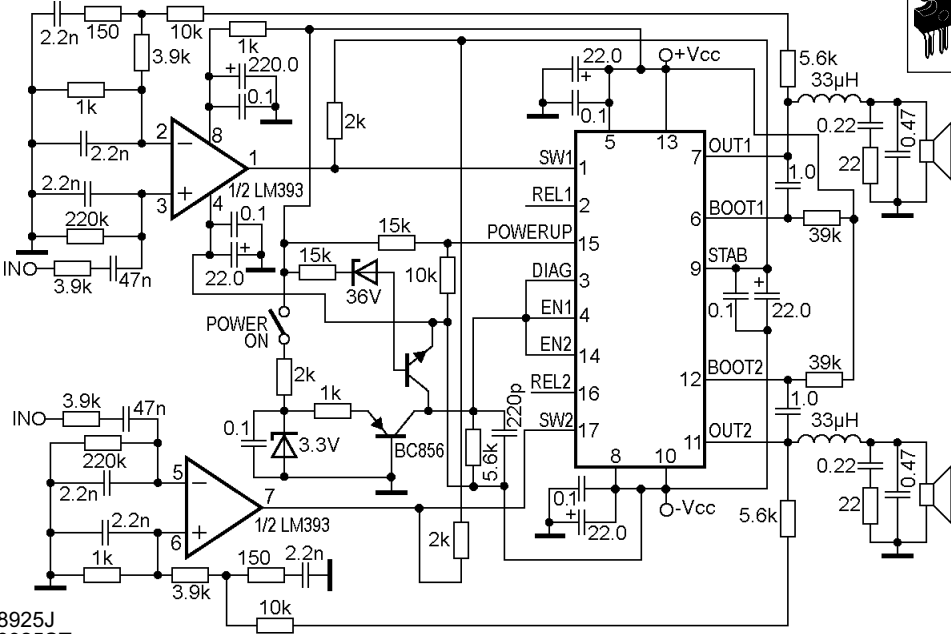 2.2n 150 10k
3.9k
1k
220.0
0.1
1k
2.2n
2
8
1
3
4
1/2 LM393
2k
2.2n
220k
INO
3.9k
47n
0.1
22.0
15k
15k
36V
10k
POWER
ON
2k
1k
0.1
3.3V
BC856
5.6k
220p
22.0
0.1
+Vcc
5
13
SW1
1
REL1
2
POWERUP
15
DIAG
3
EN1
4
EN2
14
REL2
16
SW2
17
8
10
0.1
22.0
-Vcc
7
OUT1
6
BOOT1
9
STAB
12
BOOT2
11
OUT2
5.6k
33µH
0.22
0.47
22
1.0
39k
0.1
22.0
39k
1.0
33µH
0.22
0.47
22
5.6k
INO
3.9k
47n
220k
2.2n
5
7
6
1/2 LM393
2.2n
1k
3.9k
150
2.2n
2k
10k
8925J